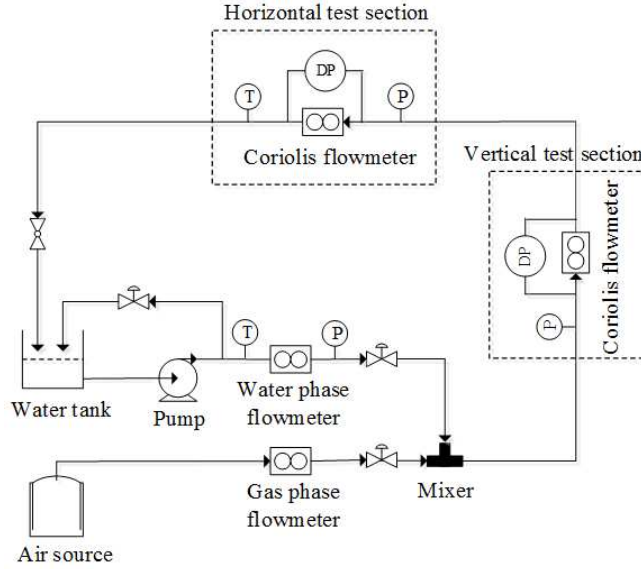 Horizontal test section
DP
T
P
Coriolis flowmeter
Vertical test section
DP
Coriolis flowmeter
P
T
P
Water tank
Pump
Water phase
flowmeter
Mixer
Gas phase
flowmeter
Air source